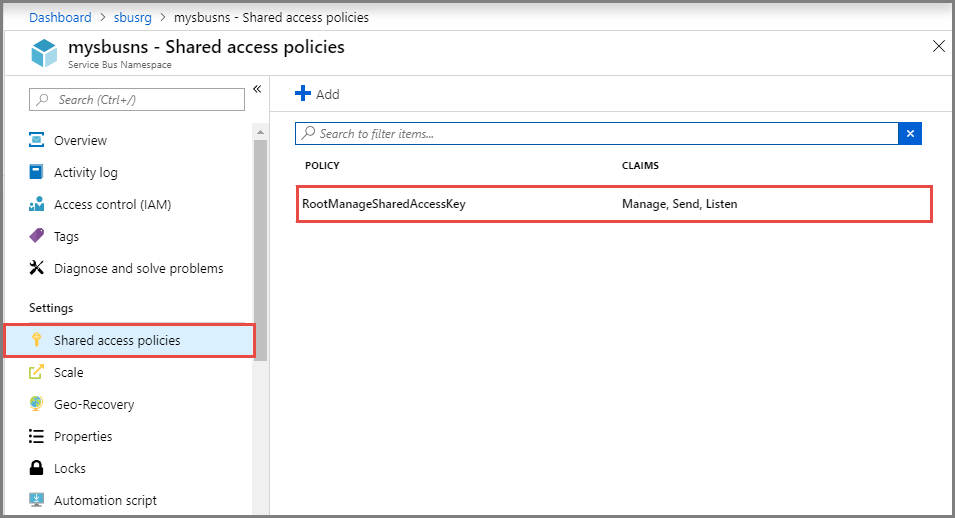 Dashboard > sbusrg > mysbusns - Shared access policies
mysbusns - Shared access policies
Service Bus Namespace
Search (Ctrl+/)
Overview
Activity log
Access control (IAM)
Tags
Diagnose and solve problems
Settings
Shared access policies
Scale
Geo-Recovery
Properties
Locks
Automation script
Add
Search to filter items...
POLICY CLAIMS
RootManageSharedAccessKey Manage, Send, Listen